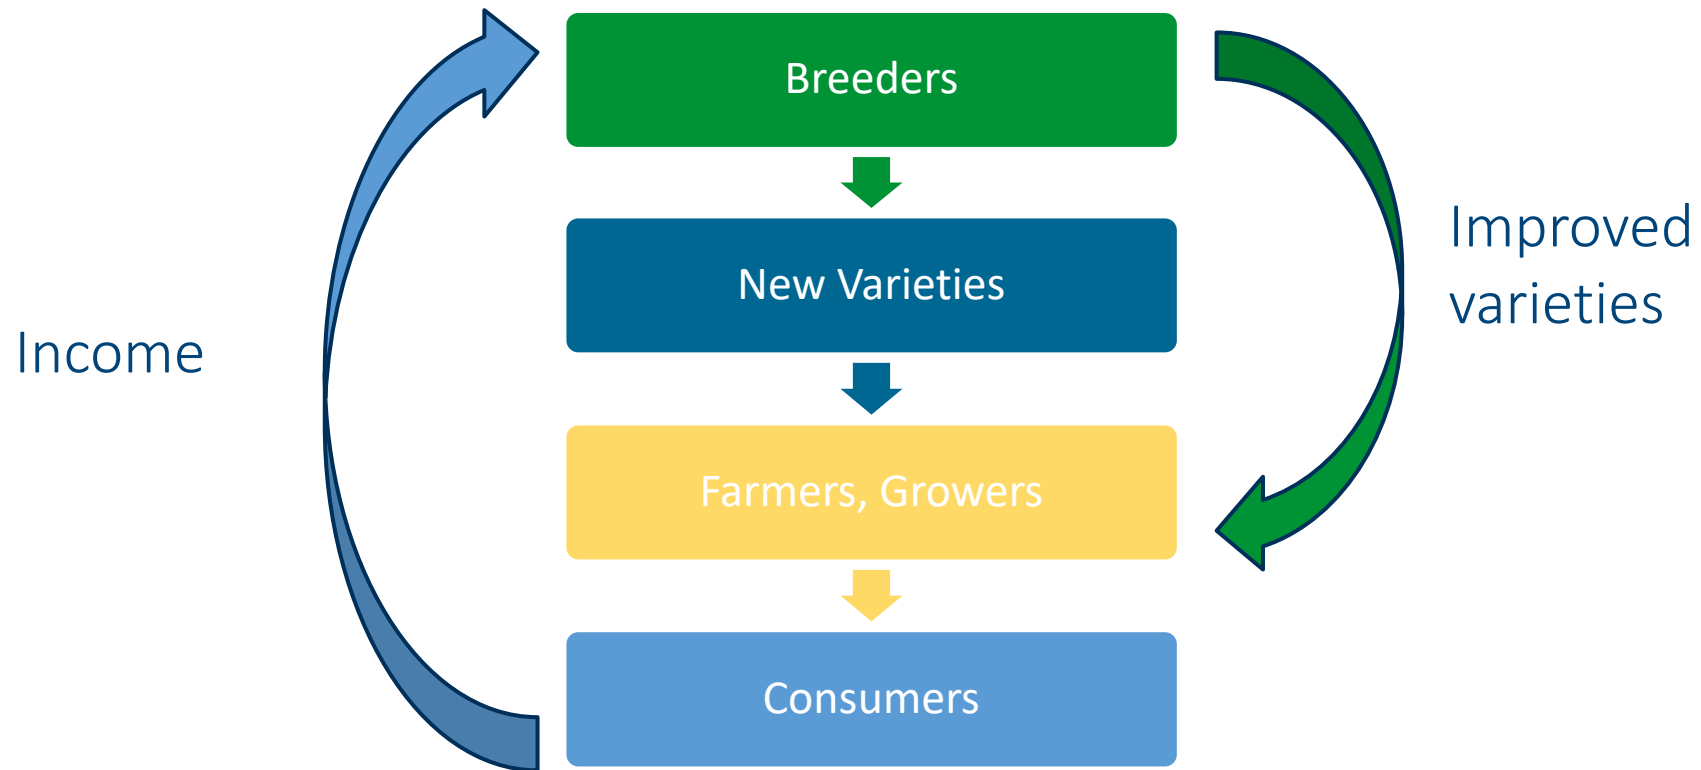 Breeders
New Varieties
Farmers, Growers
Consumers
Income
Improved
varieties